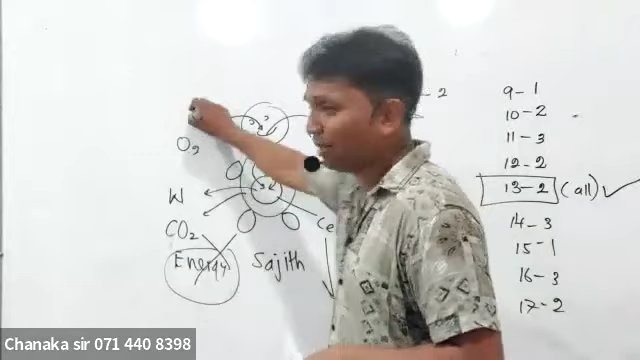 O2
W
CO2
Energy
Sajith
Ce
- 2
9-1
10-2
11-3
12-2
13-2 (all) ✓
14-3
15-1
16-3
17-2
Chanaka sir 071 440 8398